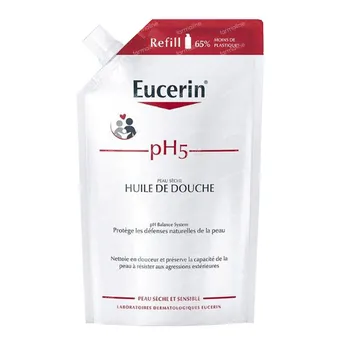 Refill 65% MOINS DE
PLASTIQUE*
Eucerin®
pH5
PEAU SÈCHE
HUILE DE DOUCHE
pH Balance System
Protège les défenses naturelles de la peau
Nettoie en douceur et préserve la capacité de la
peau à résister aux agressions extérieures
PEAU SÈCHE ET SENSIBLE
LABORATOIRES DERMATOLOGIQUES EUCERIN